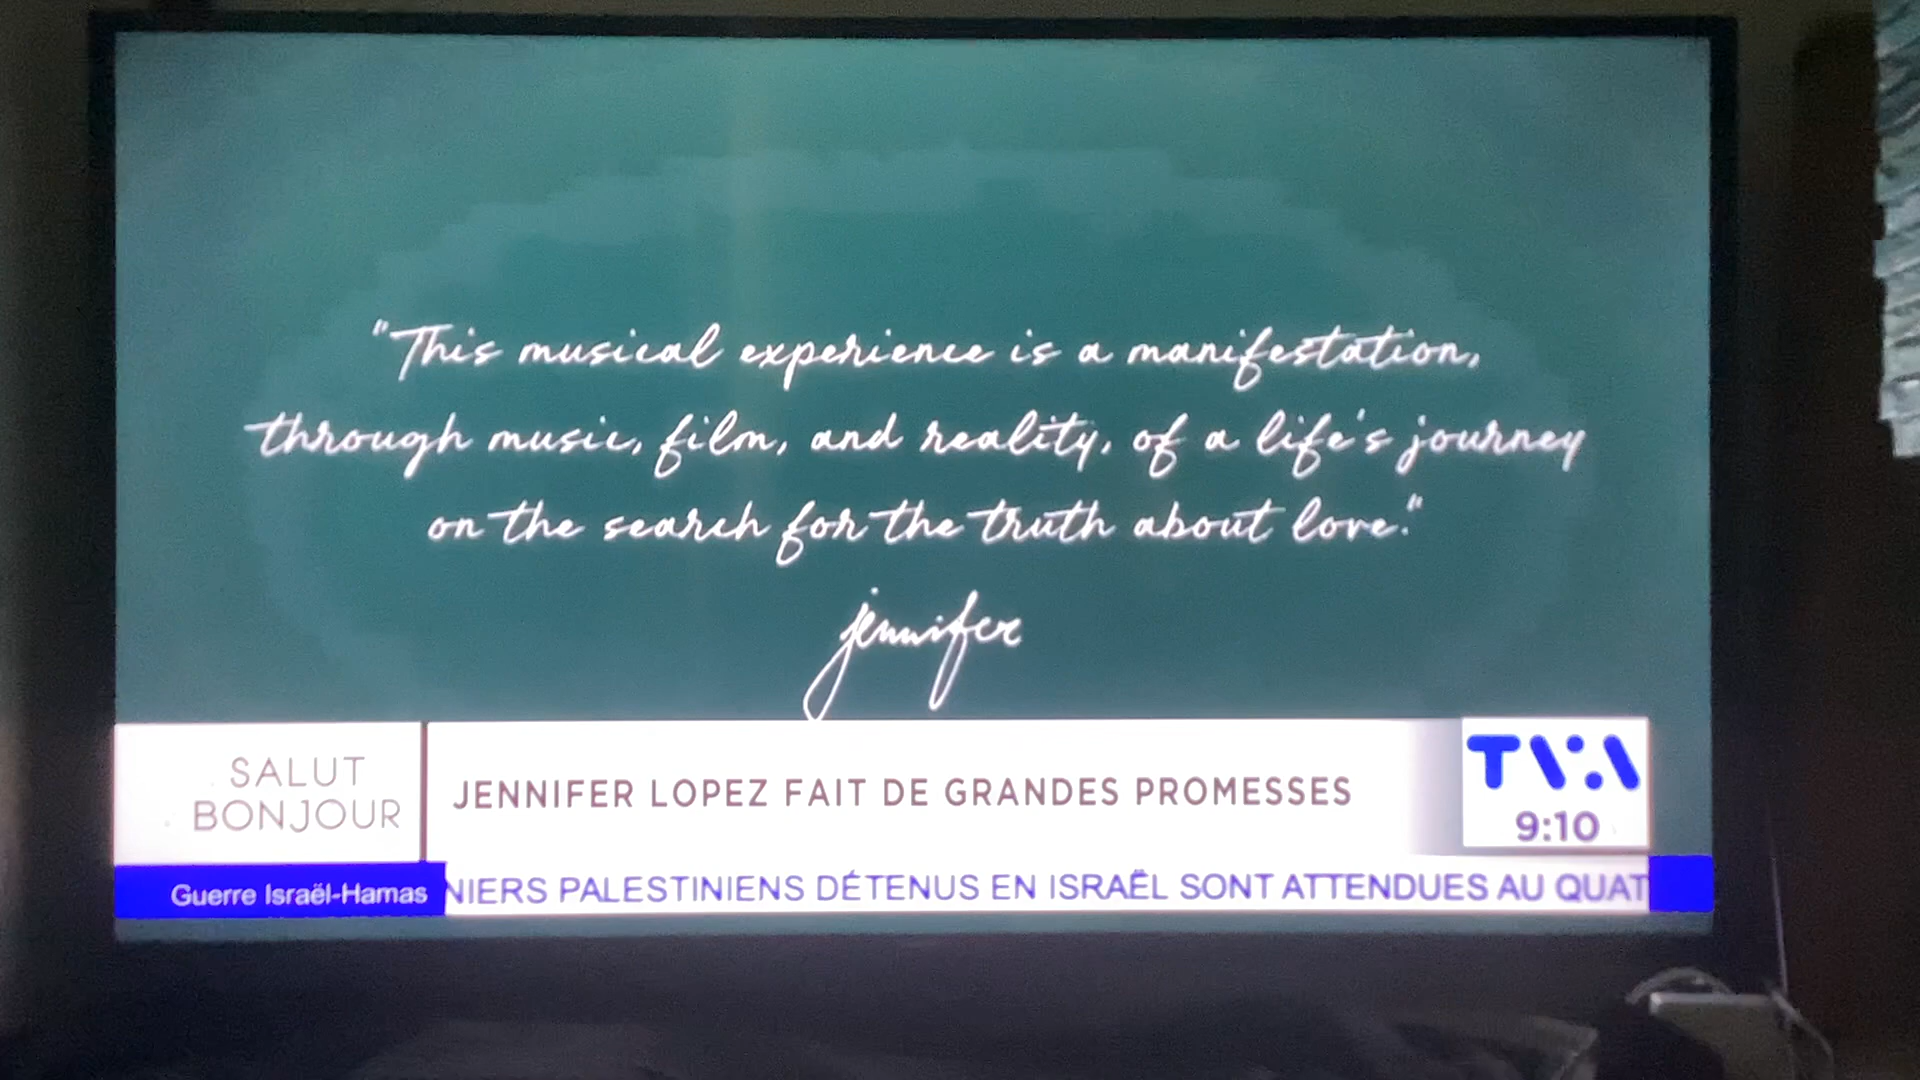 "This musical experience is a manifestation,
through music, film, and reality, of a life's journey
on the search for the truth about love."
jennifer
SALUT
BONJOUR
JENNIFER LOPEZ FAIT DE GRANDES PROMESSES
TVA
9:10
Guerre Israël-Hamas
NIERS PALESTINIENS DÉTENUS EN ISRAËL SONT ATTENDUES AU QUAT